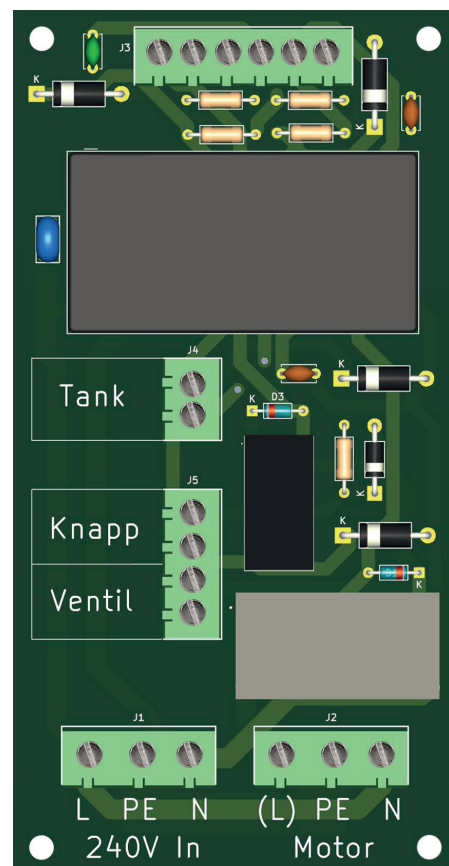 J3
K
K
J4
Tank
K
K D3
J5
Knapp
K
K
Ventil
K
J1 J2
L PE N (L) PE N
240V In Motor